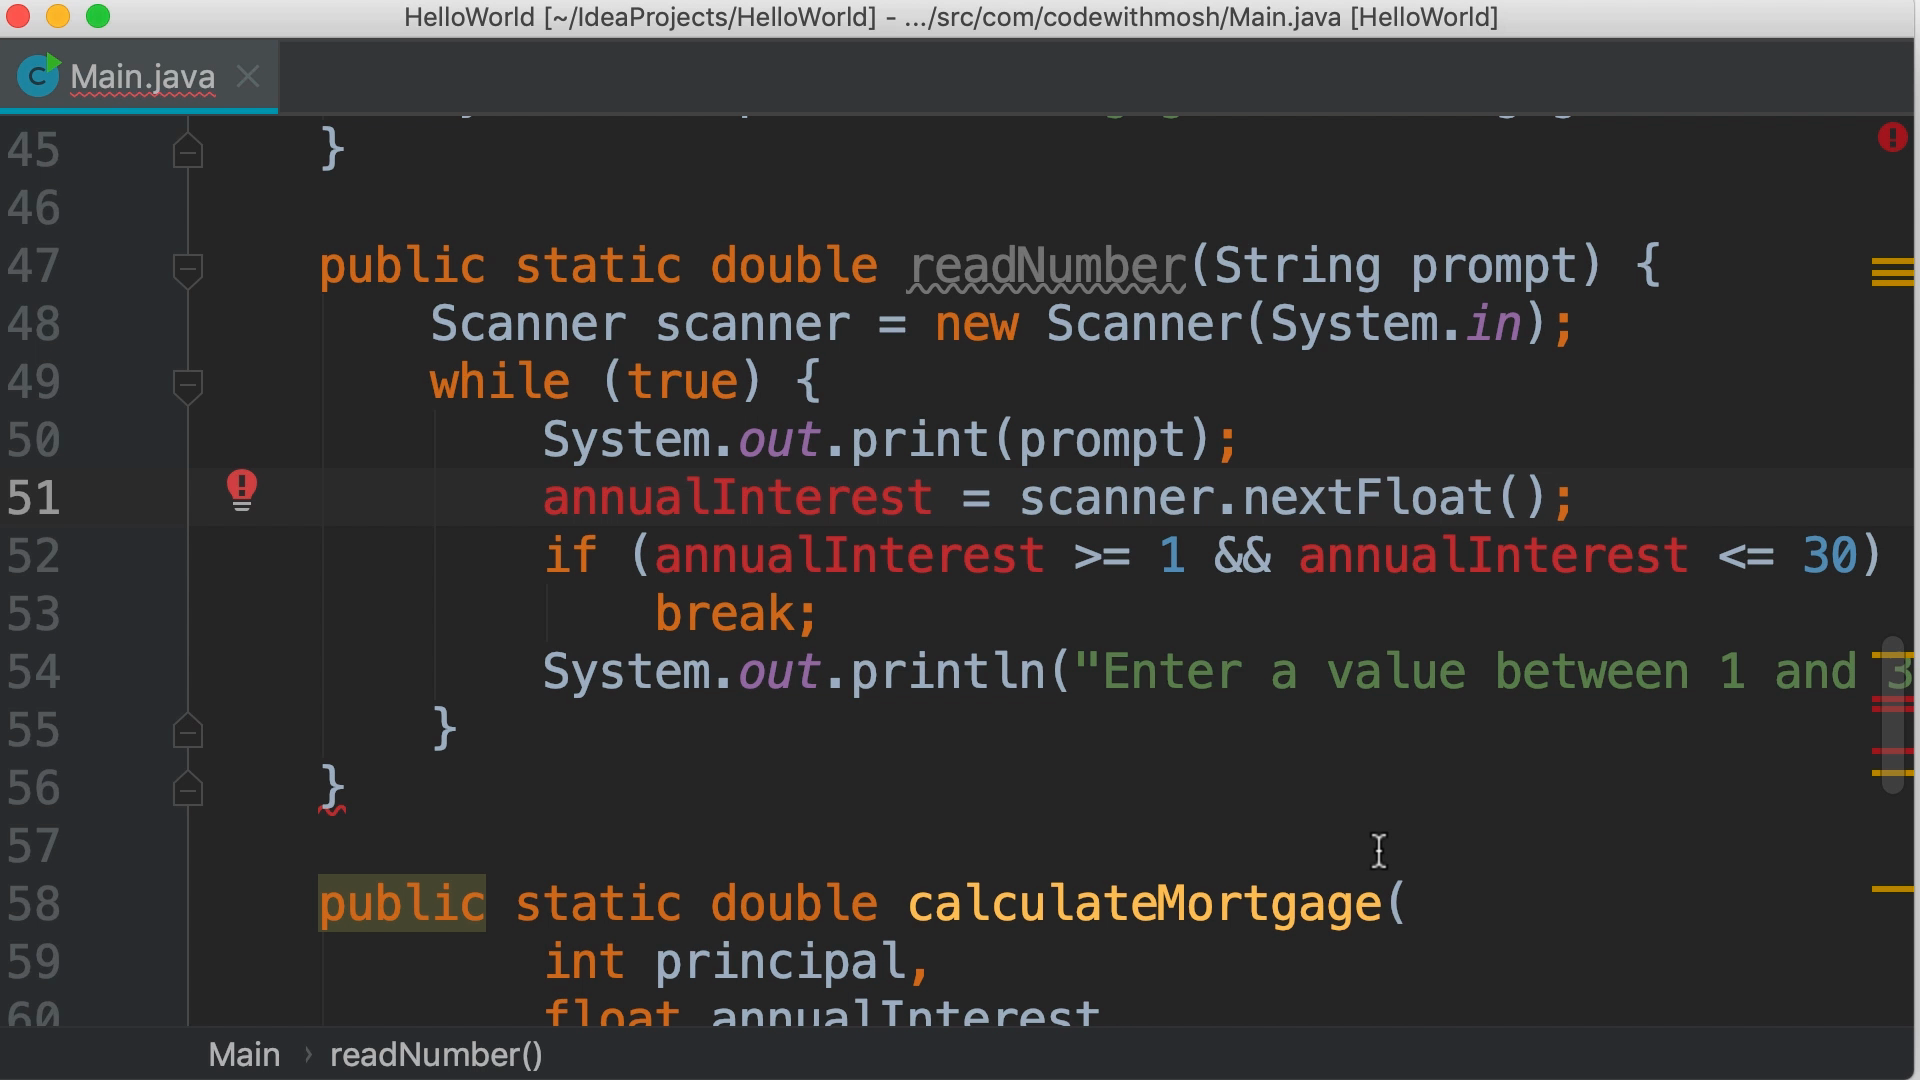 HelloWorld [~/IdeaProjects/HelloWorld] - .../src/com/codewithmosh/Main.java [HelloWorld]
Main.java
45 }
46
47 public static double readNumber(String prompt) {
48 Scanner scanner = new Scanner(System.in);
49 while (true) {
50 System.out.print(prompt);
51 annualInterest = scanner.nextFloat();
52 if (annualInterest >= 1 && annualInterest <= 30)
53 break;
54 System.out.println("Enter a value between 1 and 3
55 }
56 }
57
58 public static double calculateMortgage(
59 int principal,
60 float annualInterest
Main › readNumber()